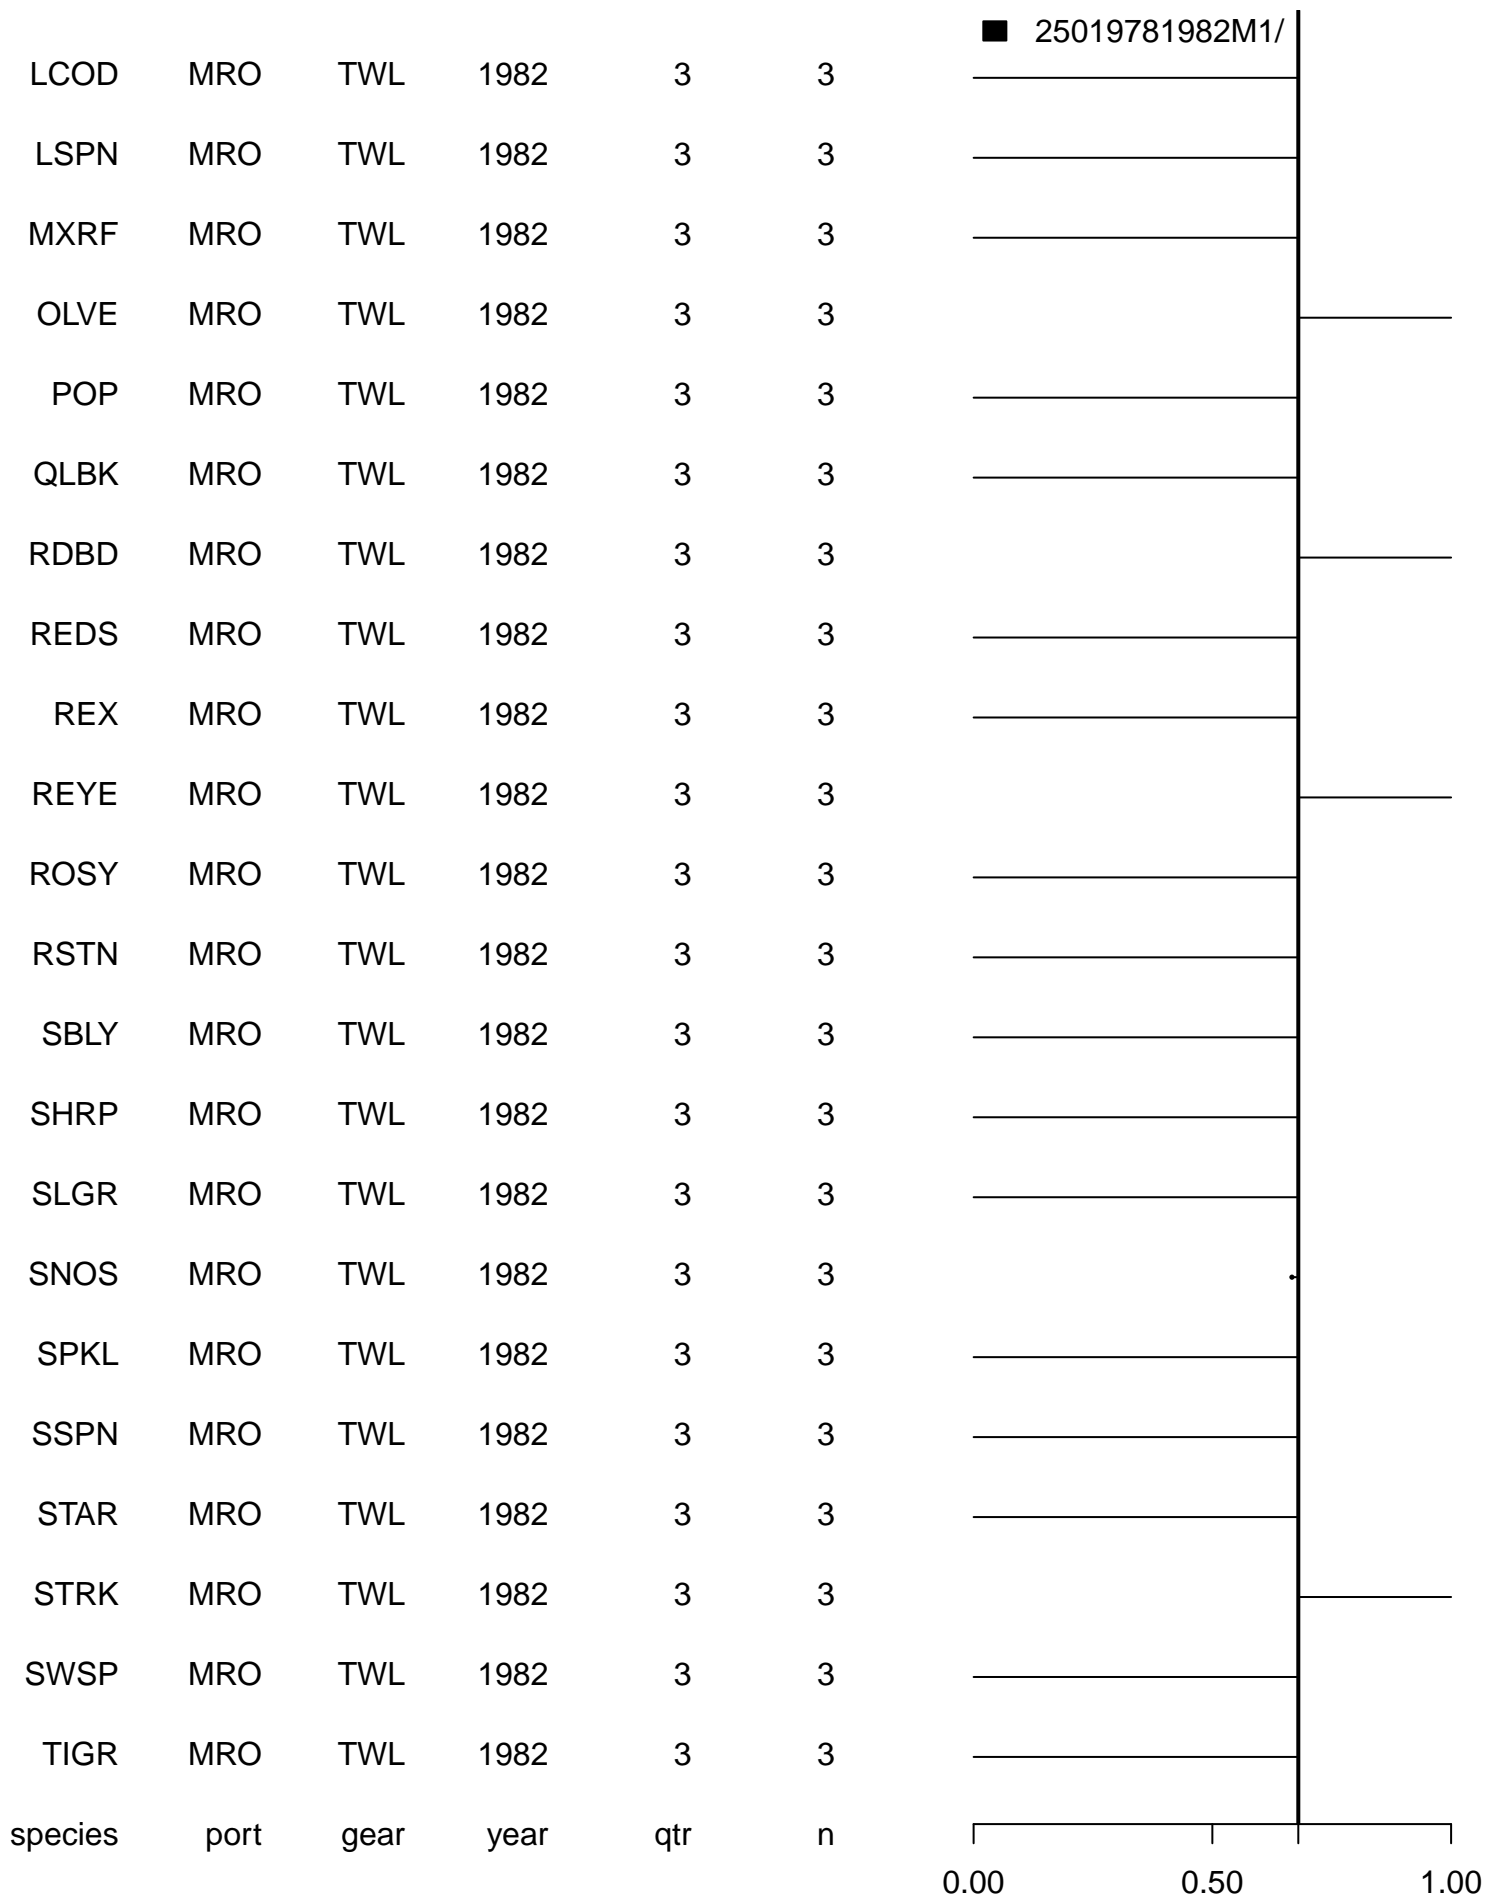 25019781982M1/
LCOD MRO TWL 1982 3 3
LSPN MRO TWL 1982 3 3
MXRF MRO TWL 1982 3 3
OLVE MRO TWL 1982 3 3
POP MRO TWL 1982 3 3
QLBK MRO TWL 1982 3 3
RDBD MRO TWL 1982 3 3
REDS MRO TWL 1982 3 3
REX MRO TWL 1982 3 3
REYE MRO TWL 1982 3 3
ROSY MRO TWL 1982 3 3
RSTN MRO TWL 1982 3 3
SBLY MRO TWL 1982 3 3
SHRP MRO TWL 1982 3 3
SLGR MRO TWL 1982 3 3
SNOS MRO TWL 1982 3 3
SPKL MRO TWL 1982 3 3
SSPN MRO TWL 1982 3 3
STAR MRO TWL 1982 3 3
STRK MRO TWL 1982 3 3
SWSP MRO TWL 1982 3 3
TIGR MRO TWL 1982 3 3
species port gear year qtr n
0.00 0.50 1.00